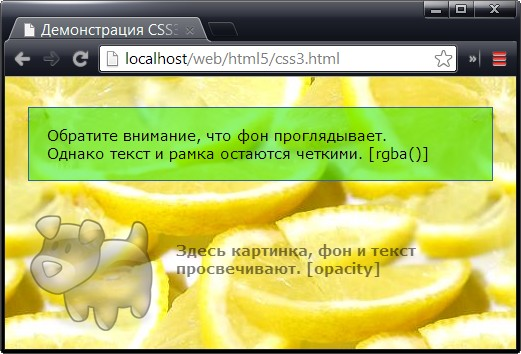 Демонстрация CSS3
localhost/web/html5/css3.html
Обратите внимание, что фон проглядывает.
Однако текст и рамка остаются четкими. [rgba()]
Здесь картинка, фон и текст
просвечивают. [opacity]